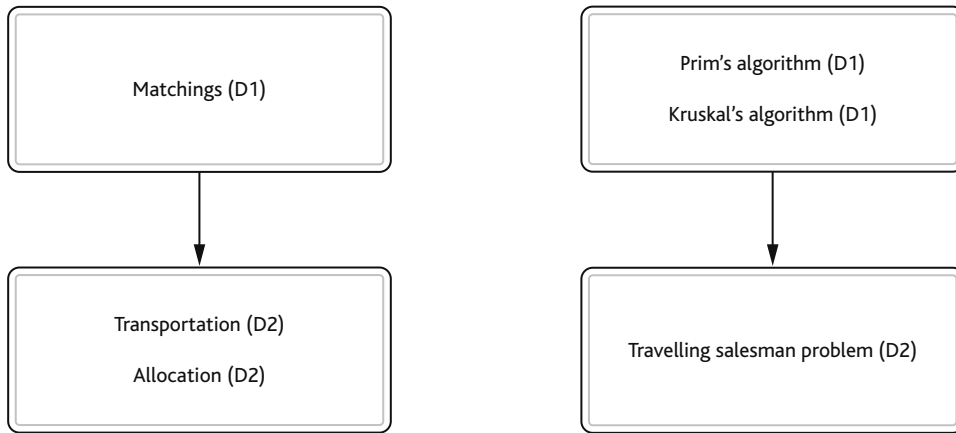 Matchings (D1)
Prim’s algorithm (D1)
Kruskal’s algorithm (D1)
Transportation (D2)
Allocation (D2)
Travelling salesman problem (D2)